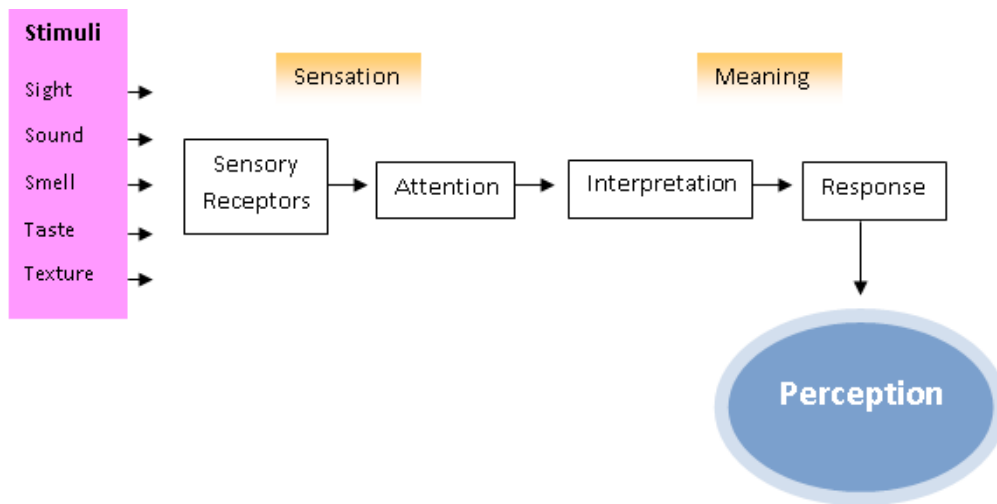 Stimuli
Sight
Sound
Smell
Taste
Texture
Sensation
Meaning
Sensory
Receptors
Attention
Interpretation
Response
Perception